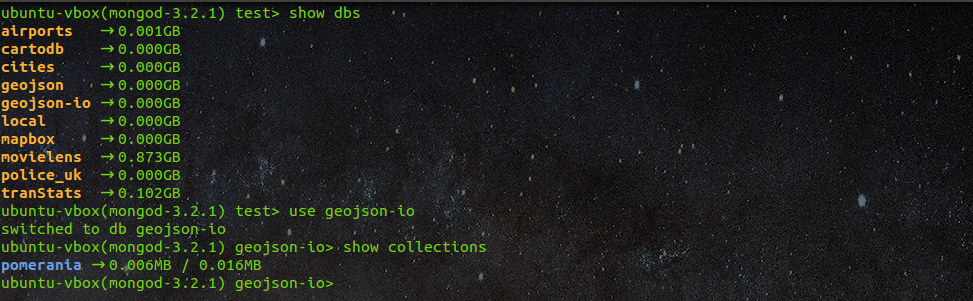 ubuntu-vbox(mongod-3.2.1) test> show dbs
airports → 0.001GB
cartodb → 0.000GB
cities → 0.000GB
geojson → 0.000GB
geojson-io → 0.000GB
local → 0.000GB
mapbox → 0.000GB
movielens → 0.873GB
police_uk → 0.000GB
tranStats → 0.102GB
ubuntu-vbox(mongod-3.2.1) test> use geojson-io
switched to db geojson-io
ubuntu-vbox(mongod-3.2.1) geojson-io> show collections
pomerania → 0.006MB / 0.016MB
ubuntu-vbox(mongod-3.2.1) geojson-io>